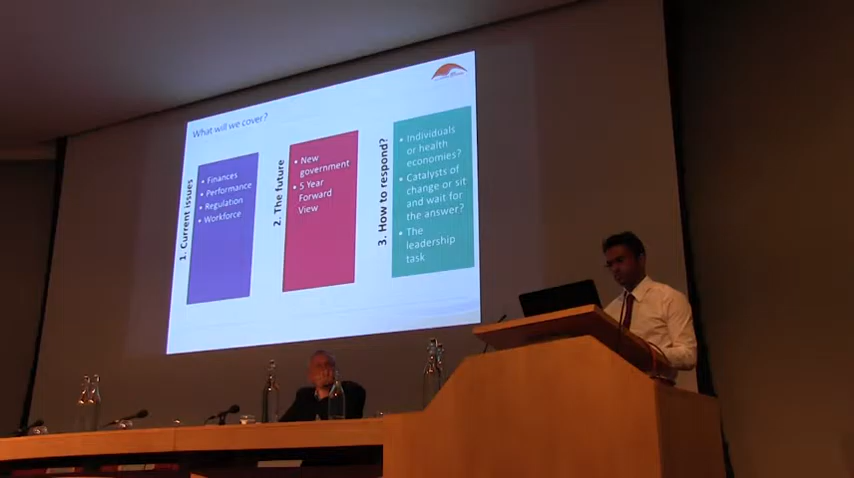 What will we cover?
1. Current issues
• Finances
• Performance
• Regulation
• Workforce
2. The future
• New
government
• 5 Year
Forward
View
3. How to respond?
• Individuals
or health
economies?
• Catalysts of
change or sit
and wait for
the answer?
• The
leadership
task